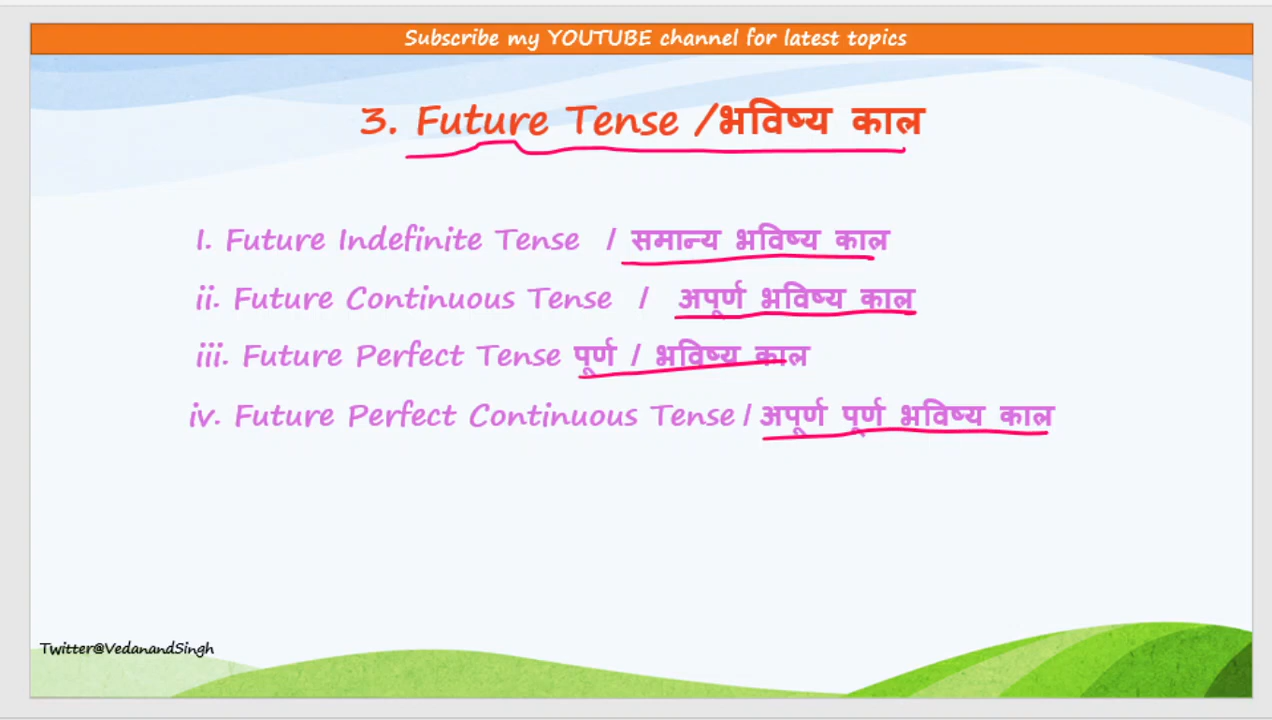 Subscribe my YOUTUBE channel for latest topics
3. Future Tense /भविष्य काल
I. Future Indefinite Tense / समान्य भविष्य काल
ii. Future Continuous Tense / अपूर्ण भविष्य काल
iii. Future Perfect Tense पूर्ण / भविष्य काल
iv. Future Perfect Continuous Tense / अपूर्ण पूर्ण भविष्य काल
Twitter@VedanandSingh